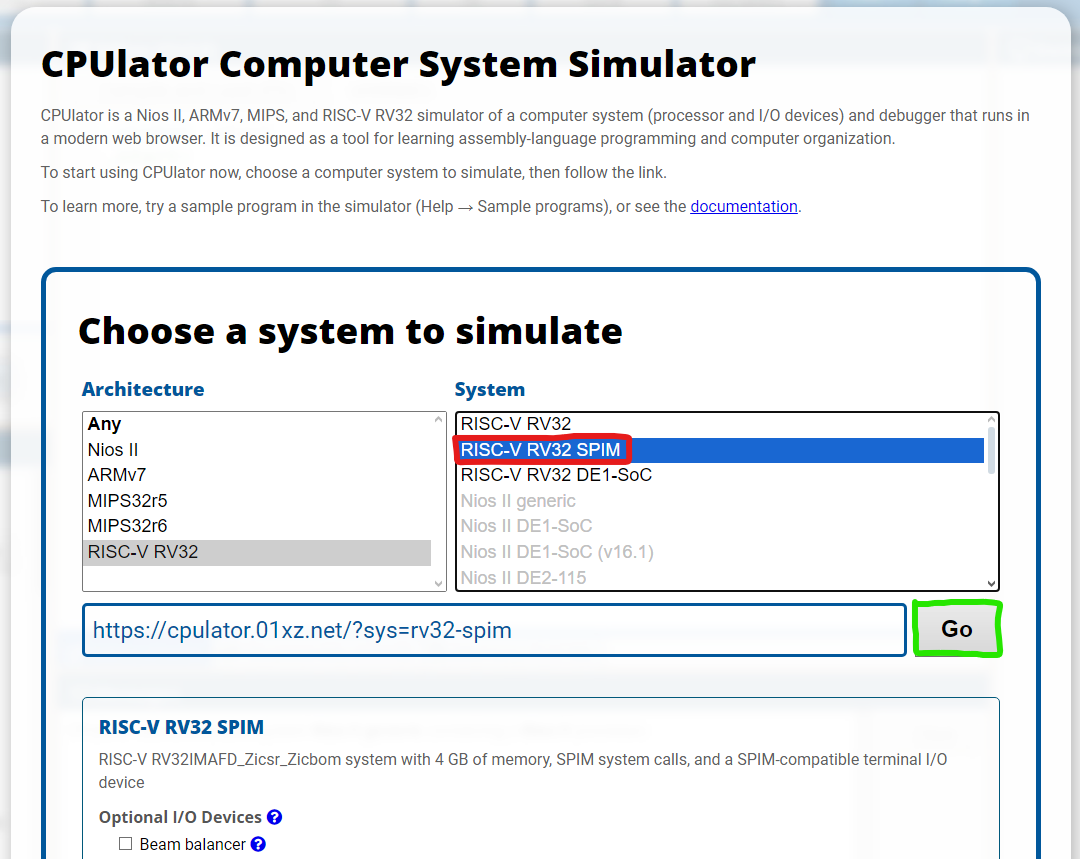 CPUlator Computer System Simulator
CPUlator is a Nios II, ARMv7, MIPS, and RISC-V RV32 simulator of a computer system (processor and I/O devices) and debugger that runs in
a modern web browser. It is designed as a tool for learning assembly-language programming and computer organization.
To start using CPUlator now, choose a computer system to simulate, then follow the link.
To learn more, try a sample program in the simulator (Help → Sample programs), or see the documentation.
Choose a system to simulate
Architecture
Any
Nios II
ARMv7
MIPS32r5
MIPS32r6
RISC-V RV32
System
RISC-V RV32
RISC-V RV32 SPIM
RISC-V RV32 DE1-SoC
Nios II generic
Nios II DE1-SoC
Nios II DE1-SoC (v16.1)
Nios II DE2-115
https://cpulator.01xz.net/?sys=rv32-spim
Go
RISC-V RV32 SPIM
RISC-V RV32IMAFD_Zicsr_Zicbom system with 4 GB of memory, SPIM system calls, and a SPIM-compatible terminal I/O
device
Optional I/O Devices ?
Beam balancer ?